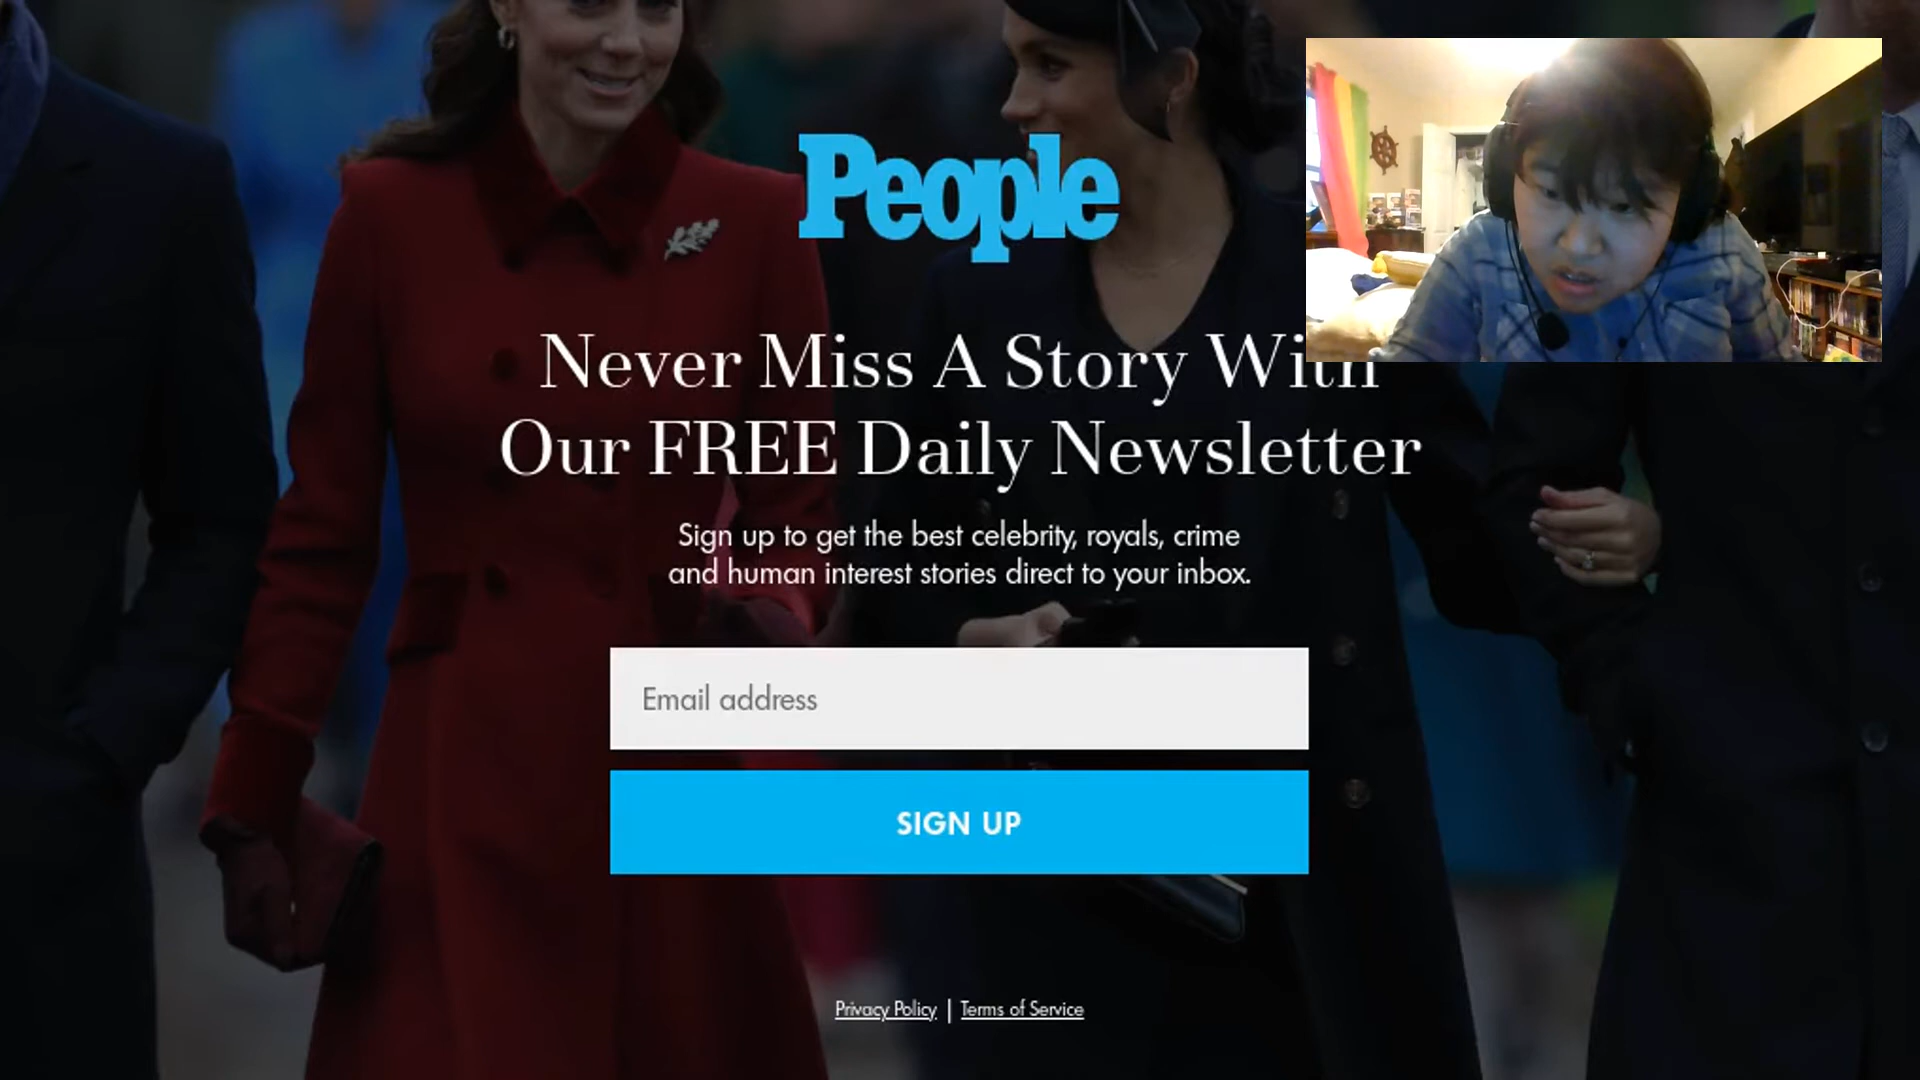 People
Never Miss A Story With
Our FREE Daily Newsletter
Sign up to get the best celebrity, royals, crime
and human interest stories direct to your inbox.
Email address
SIGN UP
Privacy Policy | Terms of Service